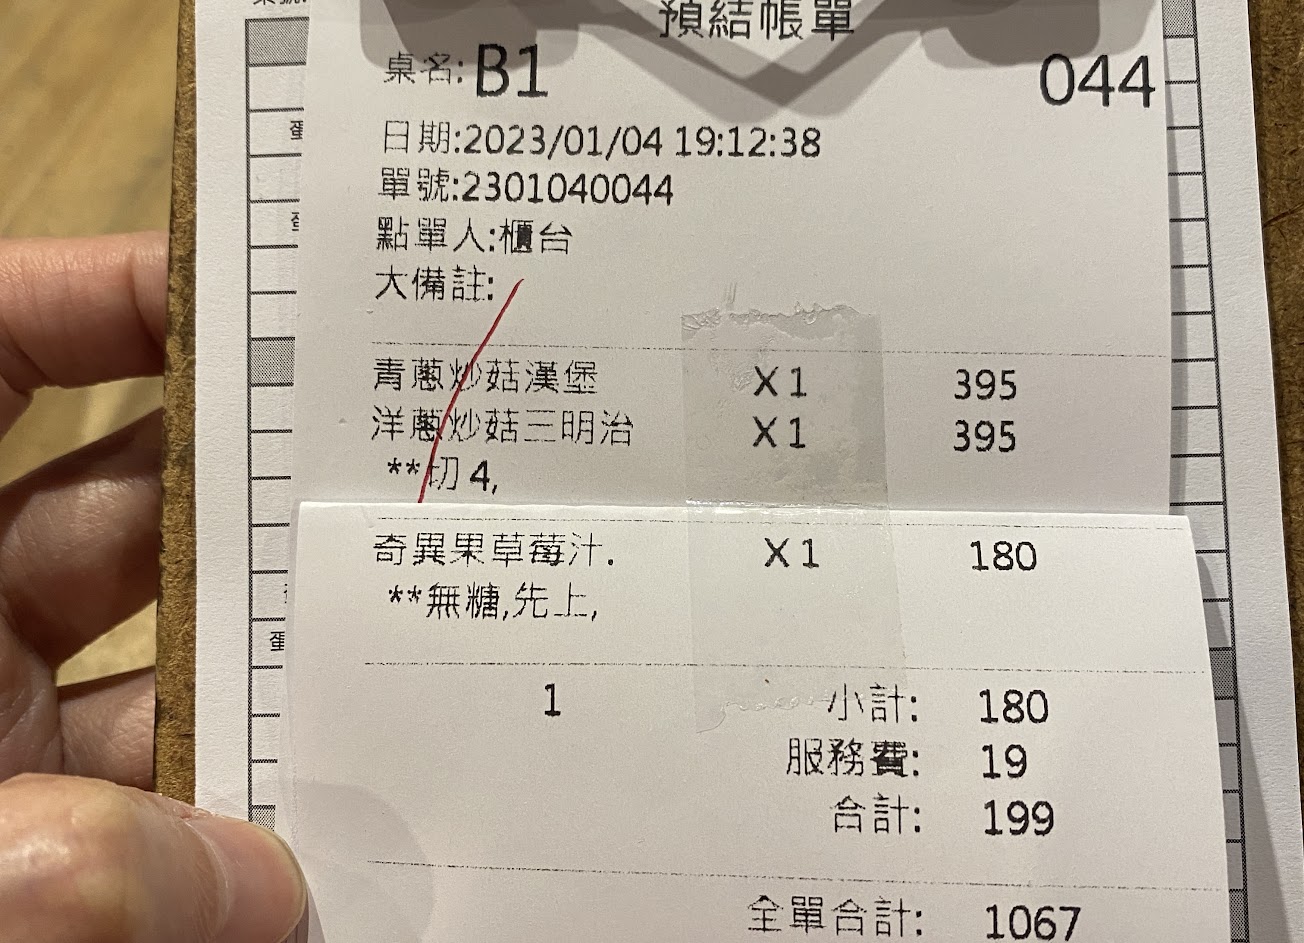 預結帳單
桌名:B1 044
日期:2023/01/04 19:12:38
單號:2301040044
點單人:櫃台
大備註:
青蔥炒菇漢堡 X1 395
洋蔥炒菇三明治 X1 395
**切 4,
奇異果草莓汁. X1 180
**無糖,先上,
1 小計: 180
服務費: 19
合計: 199
全單合計: 1067